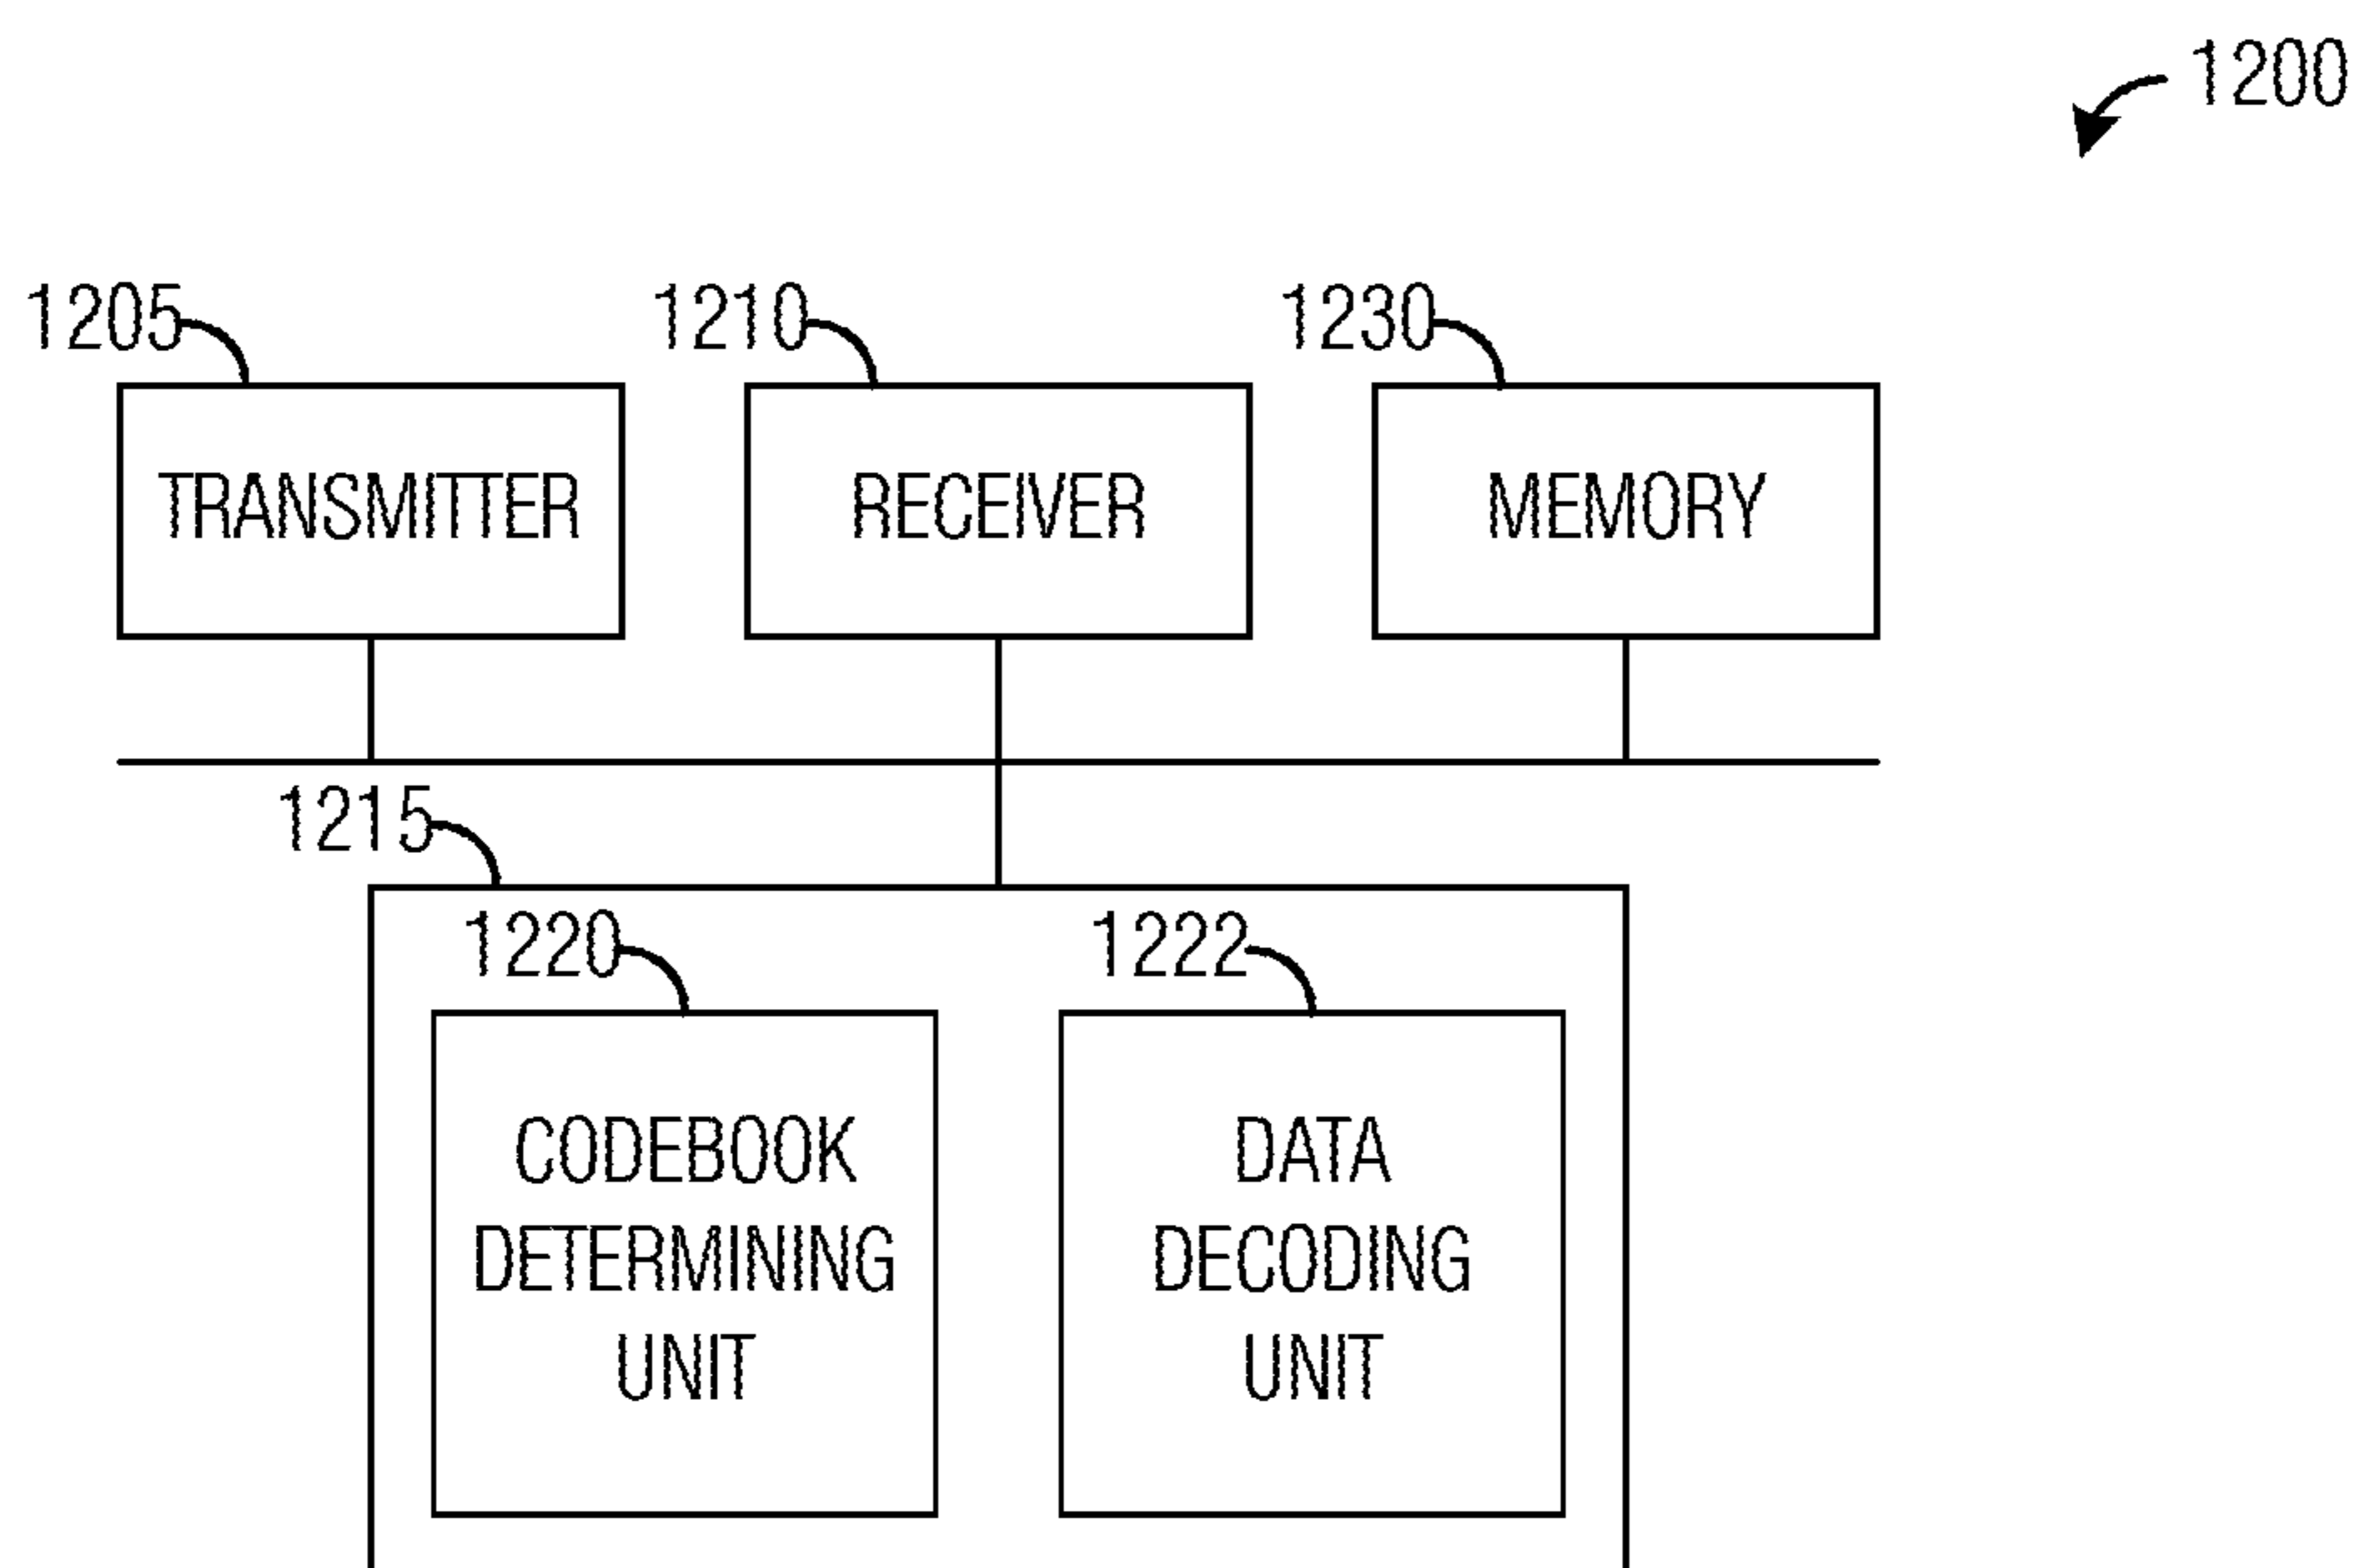 1200
1205
1210
1230
TRANSMITTER
RECEIVER
MEMORY
1215
1220
1222
CODEBOOK
DETERMINING
UNIT
DATA
DECODING
UNIT